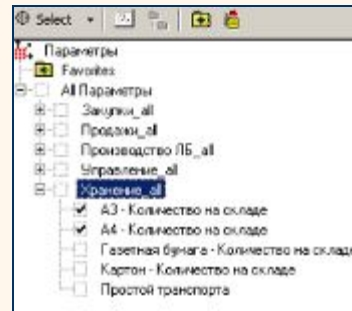 Select
Параметры
Favorites
All Параметры
Закупки_all
Продажи_all
Производство ЛБ_all
Управление_all
Хранение_all
А3 - Количество на складе
А4 - Количество на складе
Газетная бумага - Количество на складе
Картон - Количество на складе
Простой транспорта